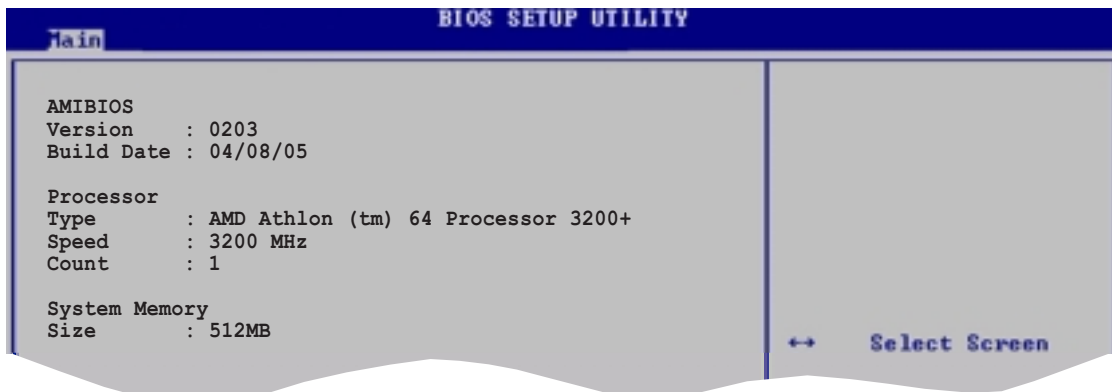 BIOS SETUP UTILITY
Main
AMIBIOS
Version : 0203
Build Date : 04/08/05
Processor
Type : AMD Athlon (tm) 64 Processor 3200+
Speed : 3200 MHz
Count : 1
System Memory
Size : 512MB
↔ Select Screen